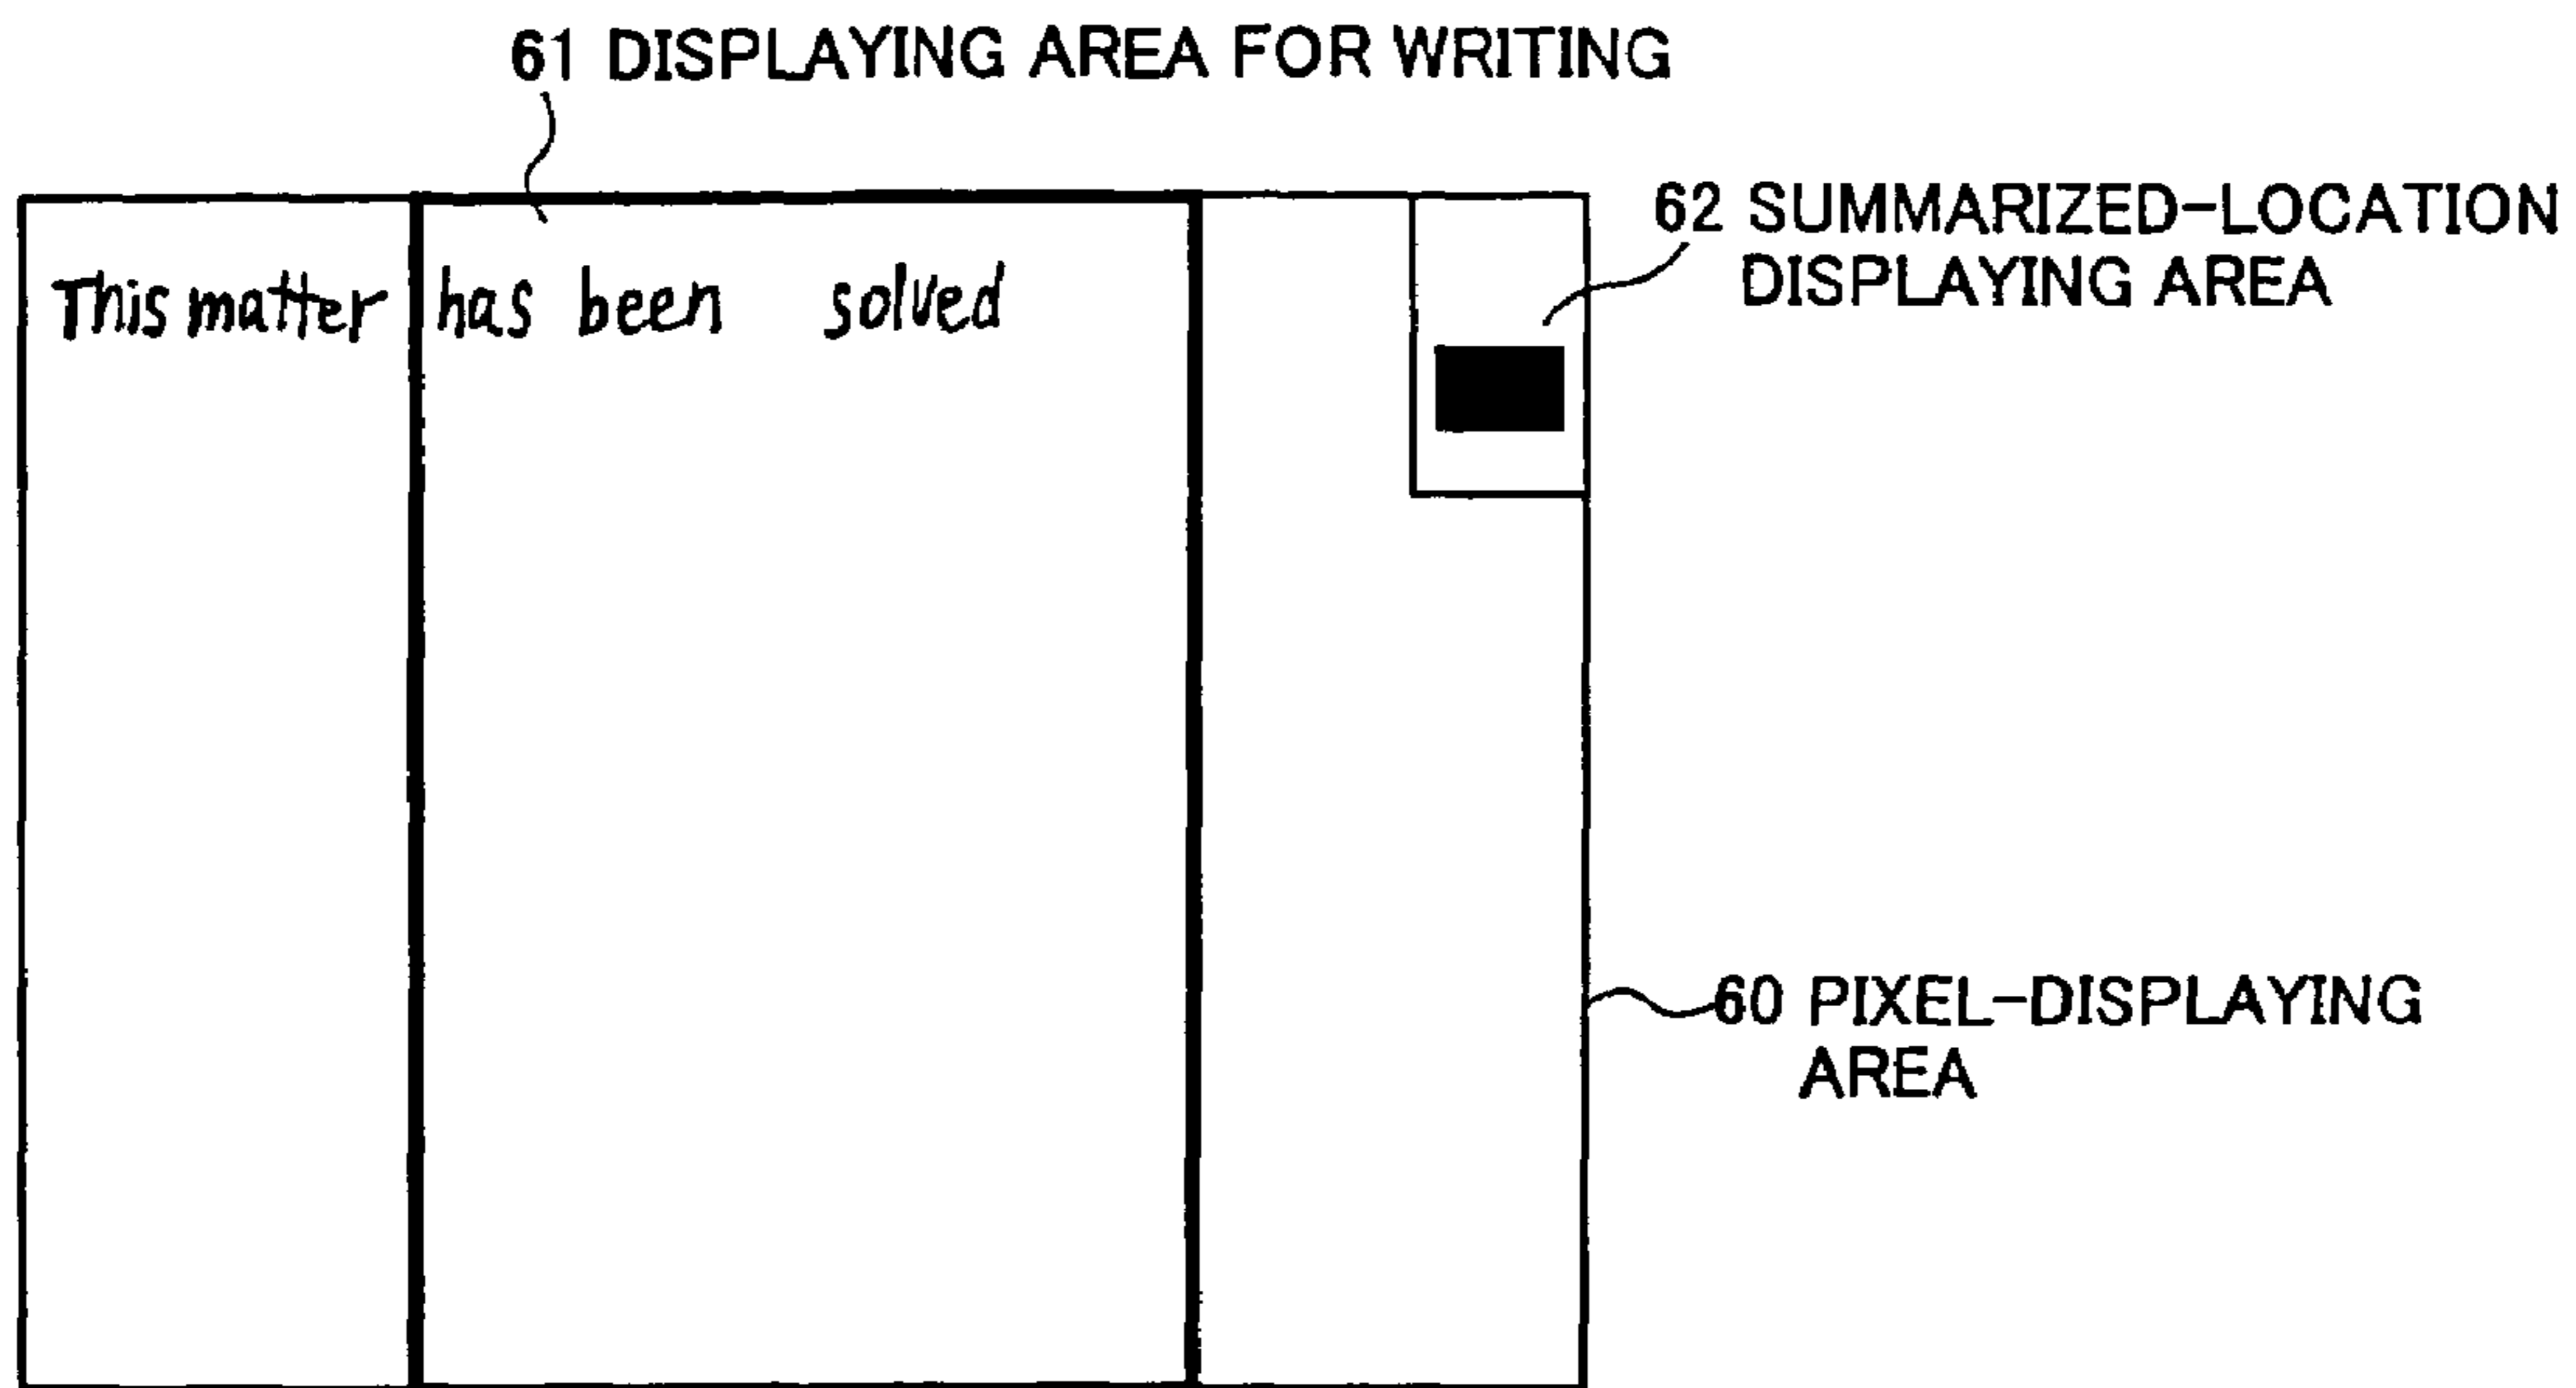 61 DISPLAYING AREA FOR WRITING
62 SUMMARIZED-LOCATION
DISPLAYING AREA
This matter has been solved
60 PIXEL-DISPLAYING
AREA